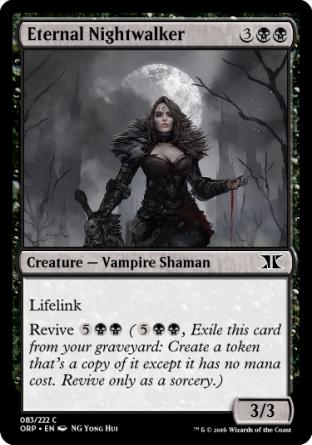 Eternal Nightwalker 3
Creature — Vampire Shaman
Lifelink
Revive 5 ( 5, Exile this card
from your graveyard: Create a token
that's a copy of it except it has no mana
cost. Revive only as a sorcery.)
3/3
083/222 C
ORP • EN NG YONG HUI
™ & © 2016 Wizards of the Coast